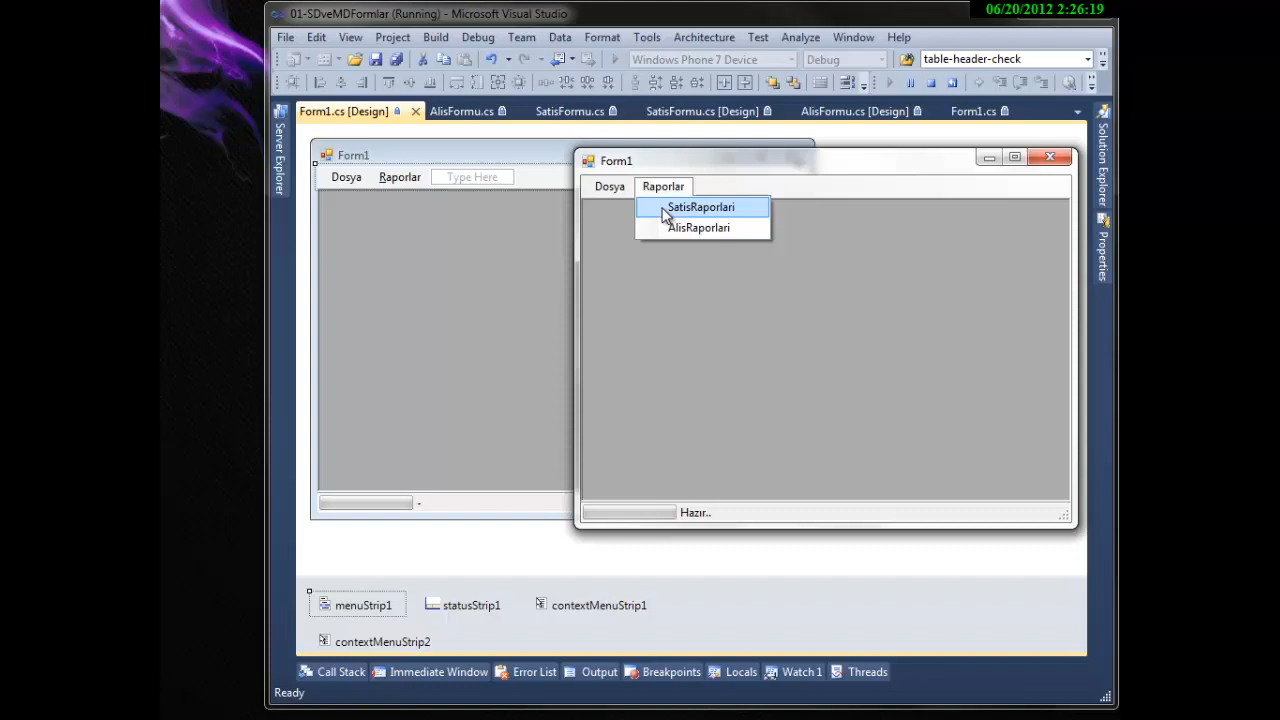 06/20/2012 2:26:19
01-SDveMDFormlar (Running) - Microsoft Visual Studio
File Edit View Project Build Debug Team Data Format Tools Architecture Test Analyze Window Help
Windows Phone 7 Device Debug table-header-check
Form1.cs [Design] AlisFormu.cs SatisFormu.cs SatisFormu.cs [Design] AlisFormu.cs [Design] Form1.cs
Server Explorer
Solution Explorer
Properties
Form1
Dosya Raporlar Type Here
-
Form1
Dosya Raporlar
SatisRaporlari
AlisRaporlari
Hazır..
menuStrip1 statusStrip1 contextMenuStrip1
contextMenuStrip2
Call Stack Immediate Window Error List Output Breakpoints Locals Watch 1 Threads
Ready